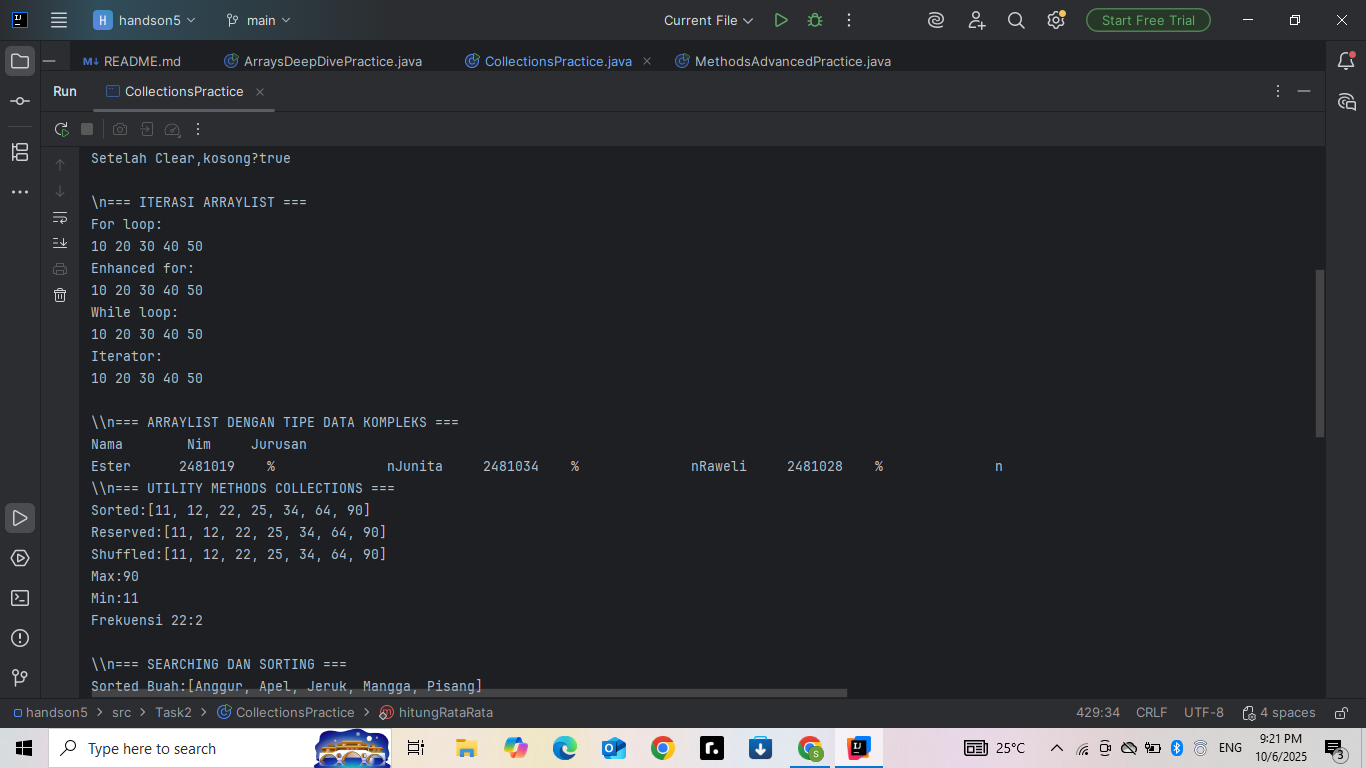 H handson5 main Current File Start Free Trial
README.md ArraysDeepDivePractice.java CollectionsPractice.java MethodsAdvancedPractice.java
Run CollectionsPractice
Setelah Clear,kosong?true
\n=== ITERASI ARRAYLIST ===
For loop:
10 20 30 40 50
Enhanced for:
10 20 30 40 50
While loop:
10 20 30 40 50
Iterator:
10 20 30 40 50
\\n=== ARRAYLIST DENGAN TIPE DATA KOMPLEKS ===
Nama Nim Jurusan
Ester 2481019 % nJunita 2481034 % nRaweli 2481028 % n
\\n=== UTILITY METHODS COLLECTIONS ===
Sorted:[11, 12, 22, 25, 34, 64, 90]
Reserved:[11, 12, 22, 25, 34, 64, 90]
Shuffled:[11, 12, 22, 25, 34, 64, 90]
Max:90
Min:11
Frekuensi 22:2
\\n=== SEARCHING DAN SORTING ===
Sorted Buah:[Anggur, Apel, Jeruk, Mangga, Pisang]
handson5 > src > Task2 > CollectionsPractice > hitungRataRata 429:34 CRLF UTF-8 4 spaces
Type here to search 25°C ENG 9:21 PM
10/6/2025 3